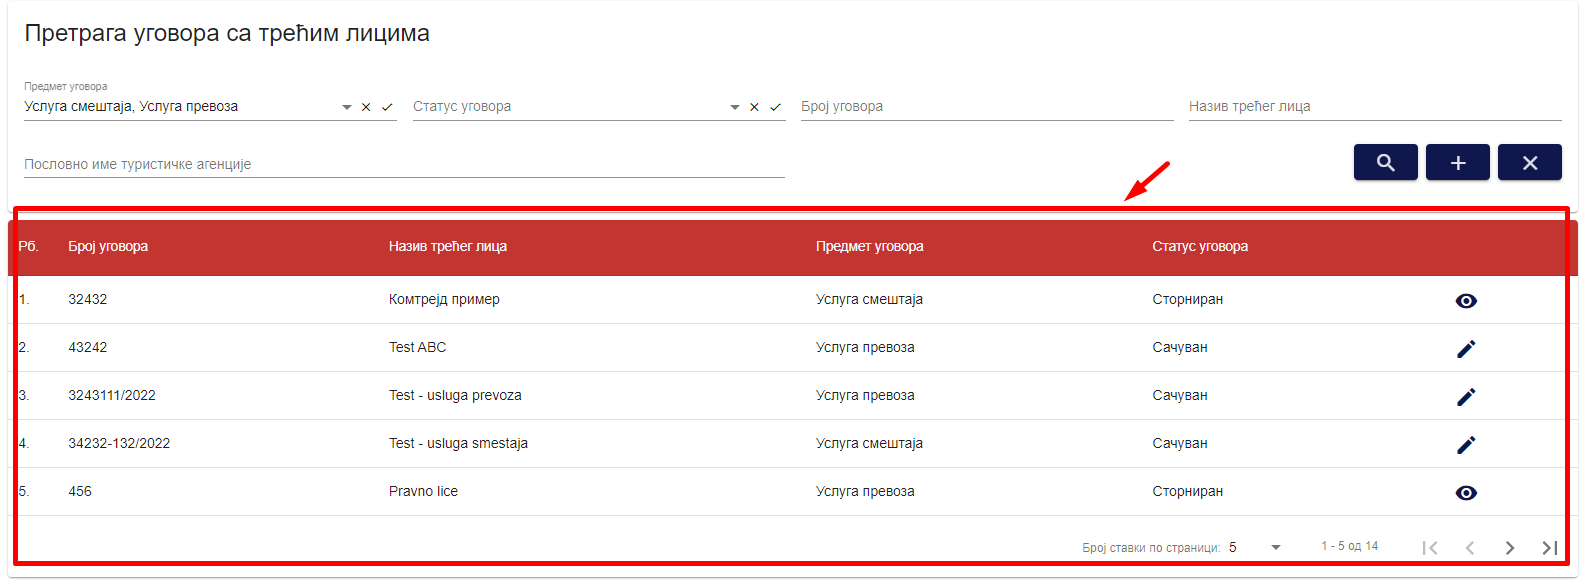 Претрага уговора са трећим лицима
Предмет уговора
Услуга смештаја, Услуга превоза
Статус уговора
Број уговора
Назив трећег лица
Пословно име туристичке агенције
Рб. Број уговора Назив трећег лица Предмет уговора Статус уговора
1. 32432 Комтрејд пример Услуга смештаја Сторниран
2. 43242 Test ABC Услуга превоза Сачуван
3. 3243111/2022 Test - usluga prevoza Услуга превоза Сачуван
4. 34232-132/2022 Test - usluga smestaja Услуга смештаја Сачуван
5. 456 Pravno lice Услуга превоза Сторниран
Број ставки по страници: 5 1 - 5 од 14